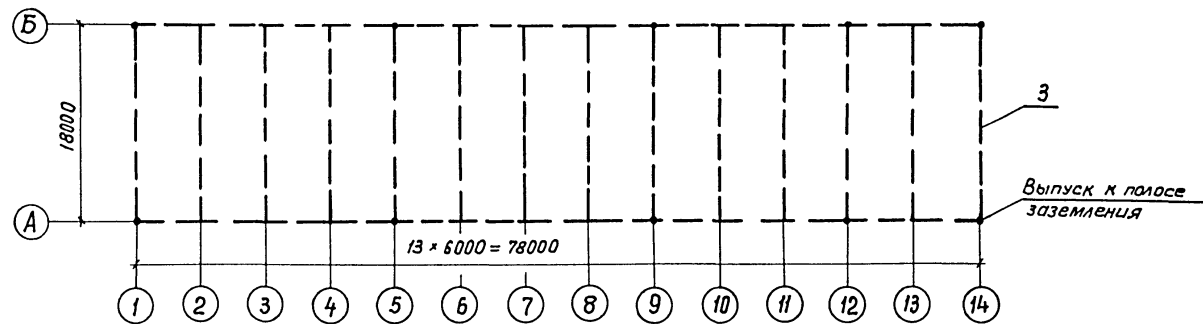 Б
18000
3
Выпуск к полосе
заземления
А
13 × 6000 = 78000
1 2 3 4 5 6 7 8 9 10 11 12 13 14